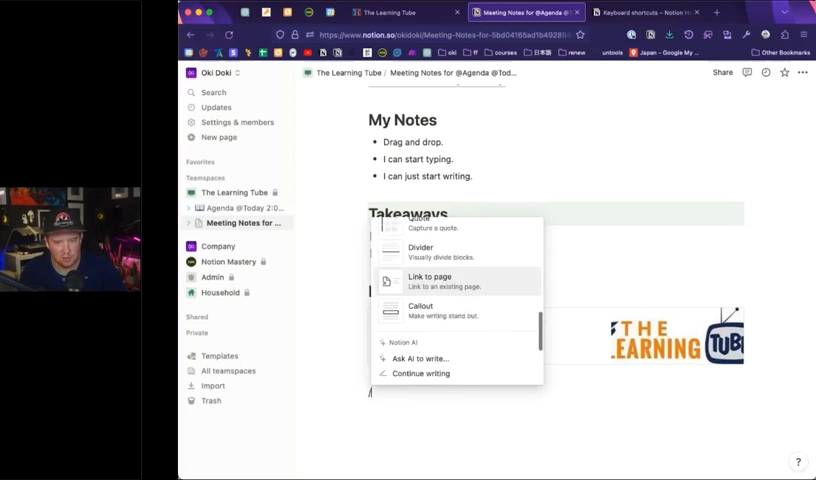 The Learning Tube
Meeting Notes for @Agenda @T
Keyboard shortcuts – Notion H
https://www.notion.so/okidoki/Meeting-Notes-for-5bd04165ad1b492894
oki
ff
courses
日本語
renew
untools
Japan - Google My
Other Bookmarks
Oki Doki
The Learning Tube / Meeting Notes for @Agenda @Tod...
Share
Search
Updates
Settings & members
New page
Favorites
Teamspaces
The Learning Tube
Agenda @Today 2:0...
Meeting Notes for ...
Company
Notion Mastery
Admin
Household
Shared
Private
Templates
All teamspaces
Import
Trash
My Notes
Drag and drop.
I can start typing.
I can just start writing.
Takeaways
Quote
Capture a quote.
Divider
Visually divide blocks.
Link to page
Link to an existing page.
Callout
Make writing stand out.
Notion AI
Ask AI to write...
Continue writing
THE
LEARNING
TUB
/
?